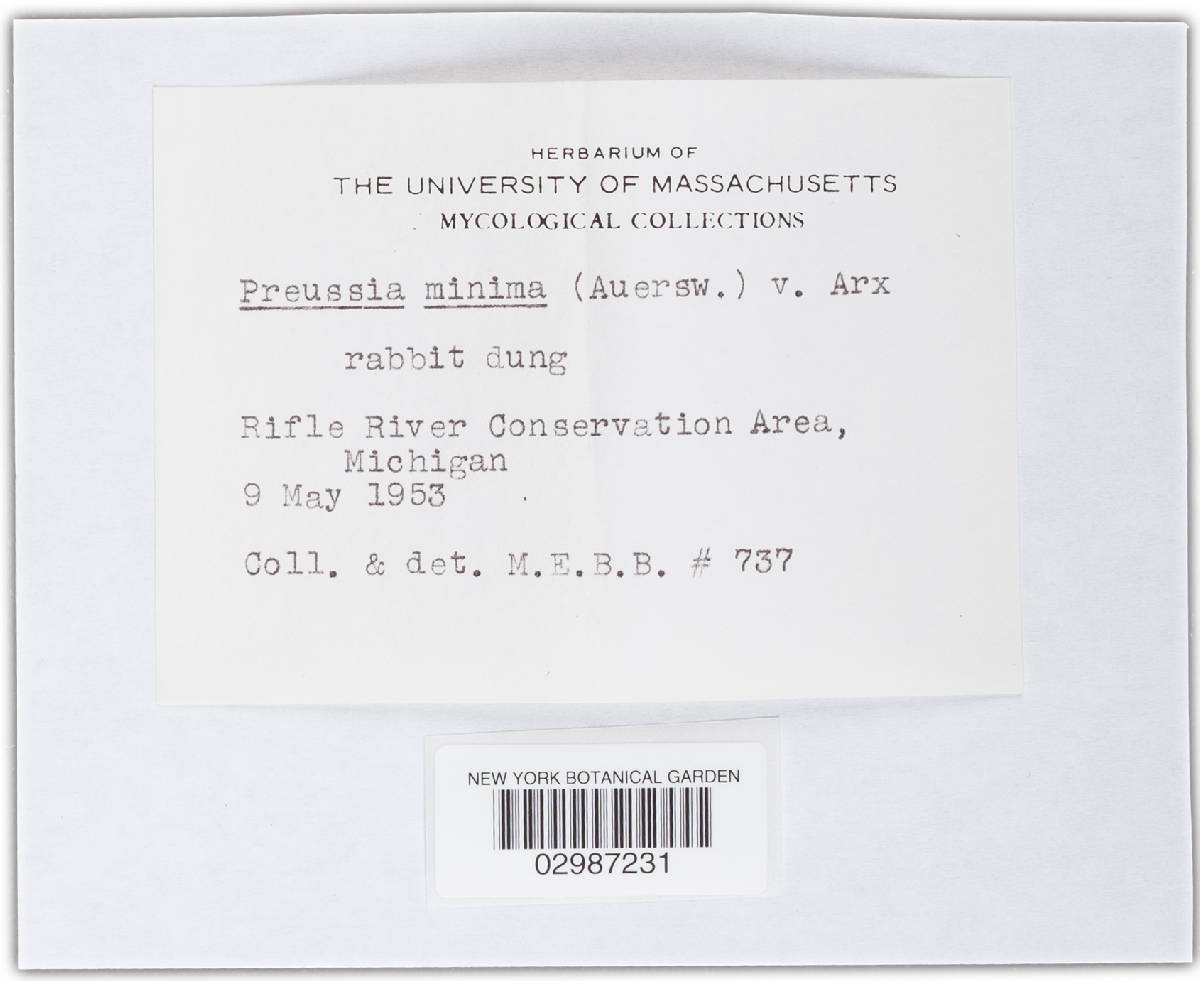 HERBARIUM OF
THE UNIVERSITY OF MASSACHUSETTS
MYCOLOGICAL COLLECTIONS
Preussia minima (Auersw.) v. Arx
rabbit dung
Rifle River Conservation Area,
Michigan
9 May 1953
Coll. & det. M.E.B.B. # 737
NEW YORK BOTANICAL GARDEN
02987231